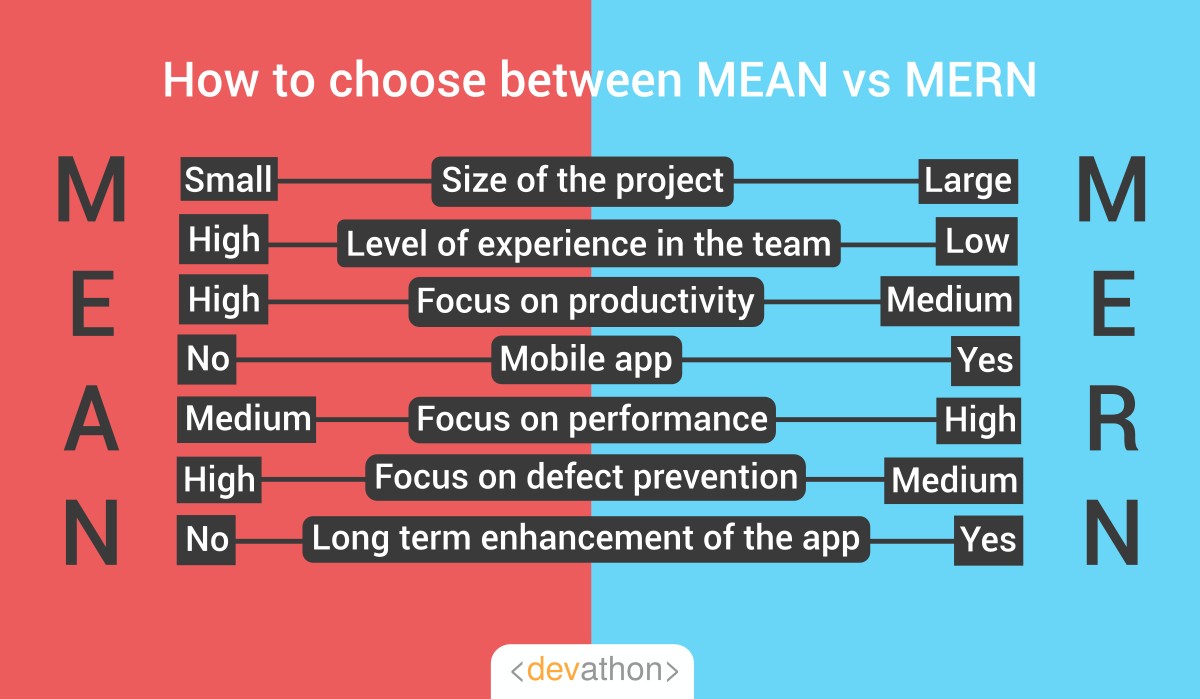 How to choose between MEAN vs MERN
M
E
A
N
Small Size of the project Large
High Level of experience in the team Low
High Focus on productivity Medium
No Mobile app Yes
Medium Focus on performance High
High Focus on defect prevention Medium
No Long term enhancement of the app Yes
M
E
R
N
<devathon>